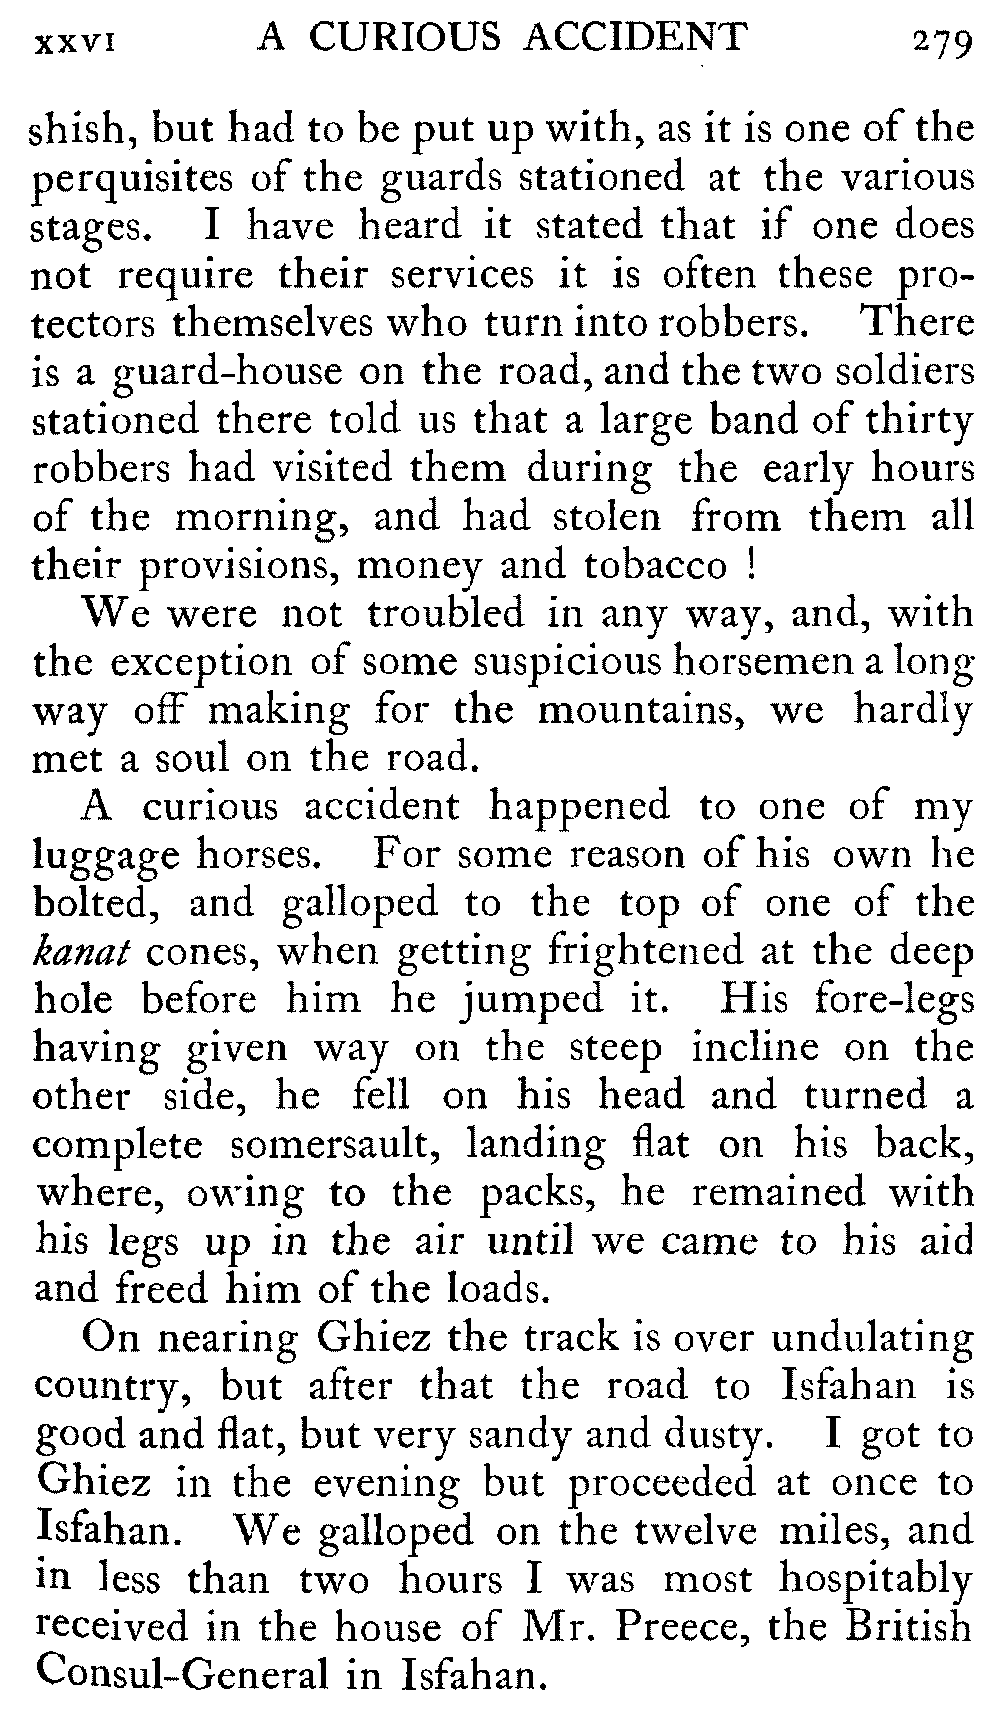 XXVI A CURIOUS ACCIDENT 279
shish, but had to be put up with, as it is one of the
perquisites of the guards stationed at the various
stages. I have heard it stated that if one does
not require their services it is often these pro-
tectors themselves who turn into robbers. There
is a guard-house on the road, and the two soldiers
stationed there told us that a large band of thirty
robbers had visited them during the early hours
of the morning, and had stolen from them all
their provisions, money and tobacco !
We were not troubled in any way, and, with
the exception of some suspicious horsemen a long
way off making for the mountains, we hardly
met a soul on the road.
A curious accident happened to one of my
luggage horses. For some reason of his own he
bolted, and galloped to the top of one of the
kanat cones, when getting frightened at the deep
hole before him he jumped it. His fore-legs
having given way on the steep incline on the
other side, he fell on his head and turned a
complete somersault, landing flat on his back,
where, owing to the packs, he remained with
his legs up in the air until we came to his aid
and freed him of the loads.
On nearing Ghiez the track is over undulating
country, but after that the road to Isfahan is
good and flat, but very sandy and dusty. I got to
Ghiez in the evening but proceeded at once to
Isfahan. We galloped on the twelve miles, and
in less than two hours I was most hospitably
received in the house of Mr. Preece, the British
Consul-General in Isfahan.